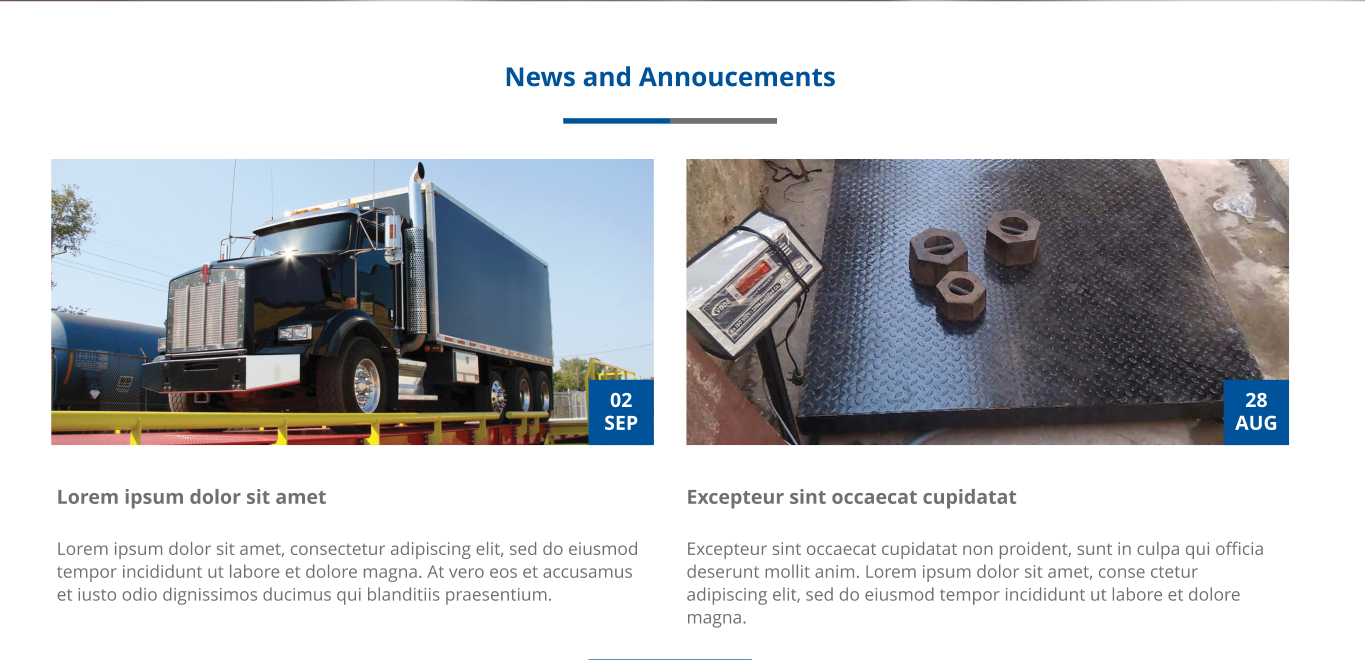 News and Annoucements
02
SEP
28
AUG
Lorem ipsum dolor sit amet
Lorem ipsum dolor sit amet, consectetur adipiscing elit, sed do eiusmod
tempor incididunt ut labore et dolore magna. At vero eos et accusamus
et iusto odio dignissimos ducimus qui blanditiis praesentium.
Excepteur sint occaecat cupidatat
Excepteur sint occaecat cupidatat non proident, sunt in culpa qui officia
deserunt mollit anim. Lorem ipsum dolor sit amet, conse ctetur
adipiscing elit, sed do eiusmod tempor incididunt ut labore et dolore
magna.